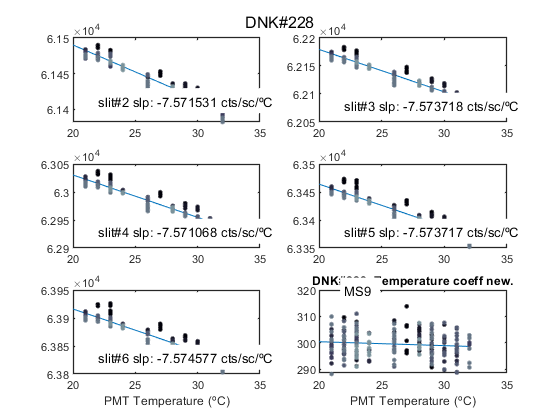 DNK#228
×10⁴
6.15
6.145
6.14
20 25 30 35
slit#2 slp: -7.571531 cts/sc/ºC
×10⁴
6.22
6.215
6.21
6.205
20 25 30 35
slit#3 slp: -7.573718 cts/sc/ºC
×10⁴
6.305
6.3
6.295
6.29
20 25 30 35
slit#4 slp: -7.571068 cts/sc/ºC
×10⁴
6.35
6.345
6.34
6.335
20 25 30 35
slit#5 slp: -7.573717 cts/sc/ºC
×10⁴
6.395
6.39
6.385
6.38
20 25 30 35
slit#6 slp: -7.574577 cts/sc/ºC
PMT Temperature (ºC)
Temperature coeff new.
MS9
320
310
300
290
20 25 30 35
PMT Temperature (ºC)